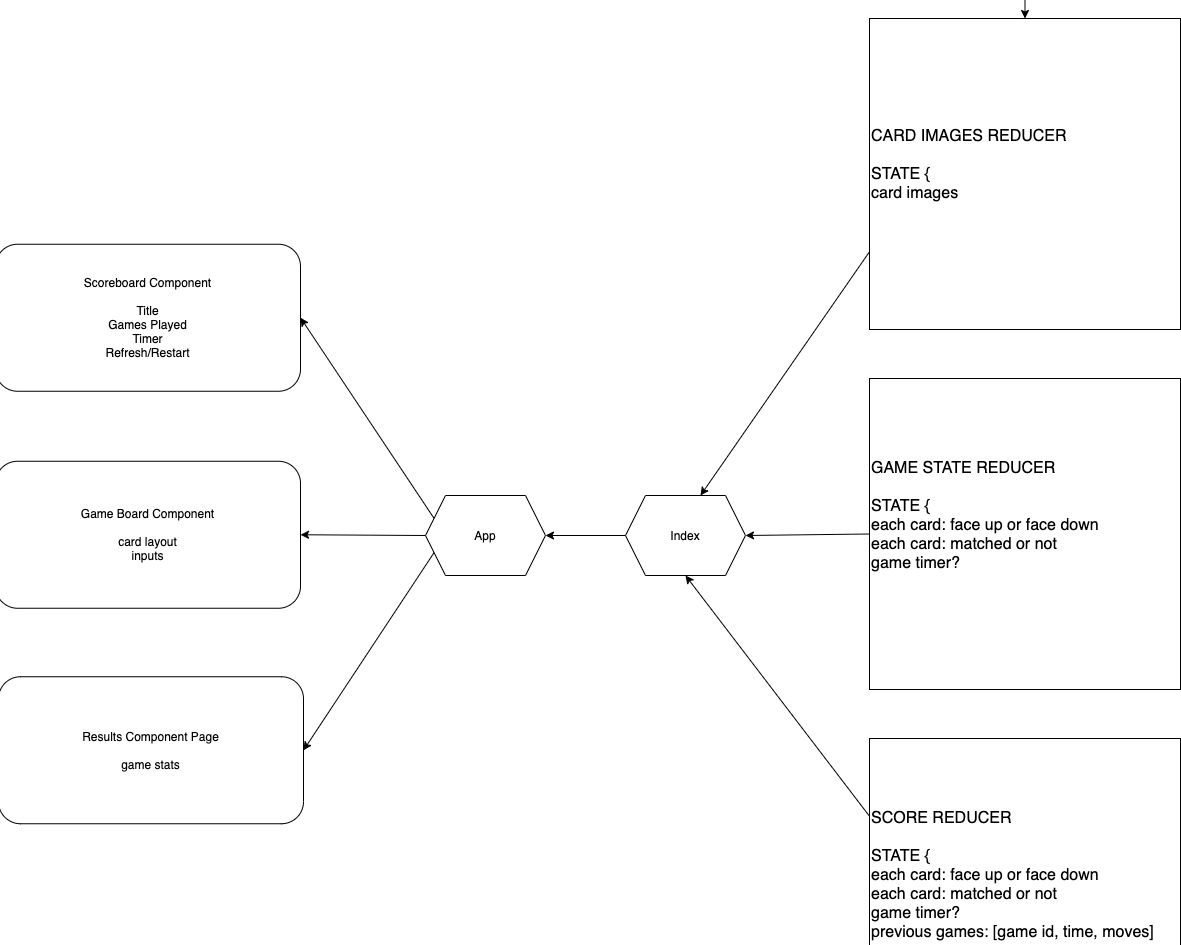 CARD IMAGES REDUCER
STATE {
card images
Scoreboard Component
Title
Games Played
Timer
Refresh/Restart
Game Board Component
card layout
inputs
App
Index
GAME STATE REDUCER
STATE {
each card: face up or face down
each card: matched or not
game timer?
Results Component Page
game stats
SCORE REDUCER
STATE {
each card: face up or face down
each card: matched or not
game timer?
previous games: [game id, time, moves]